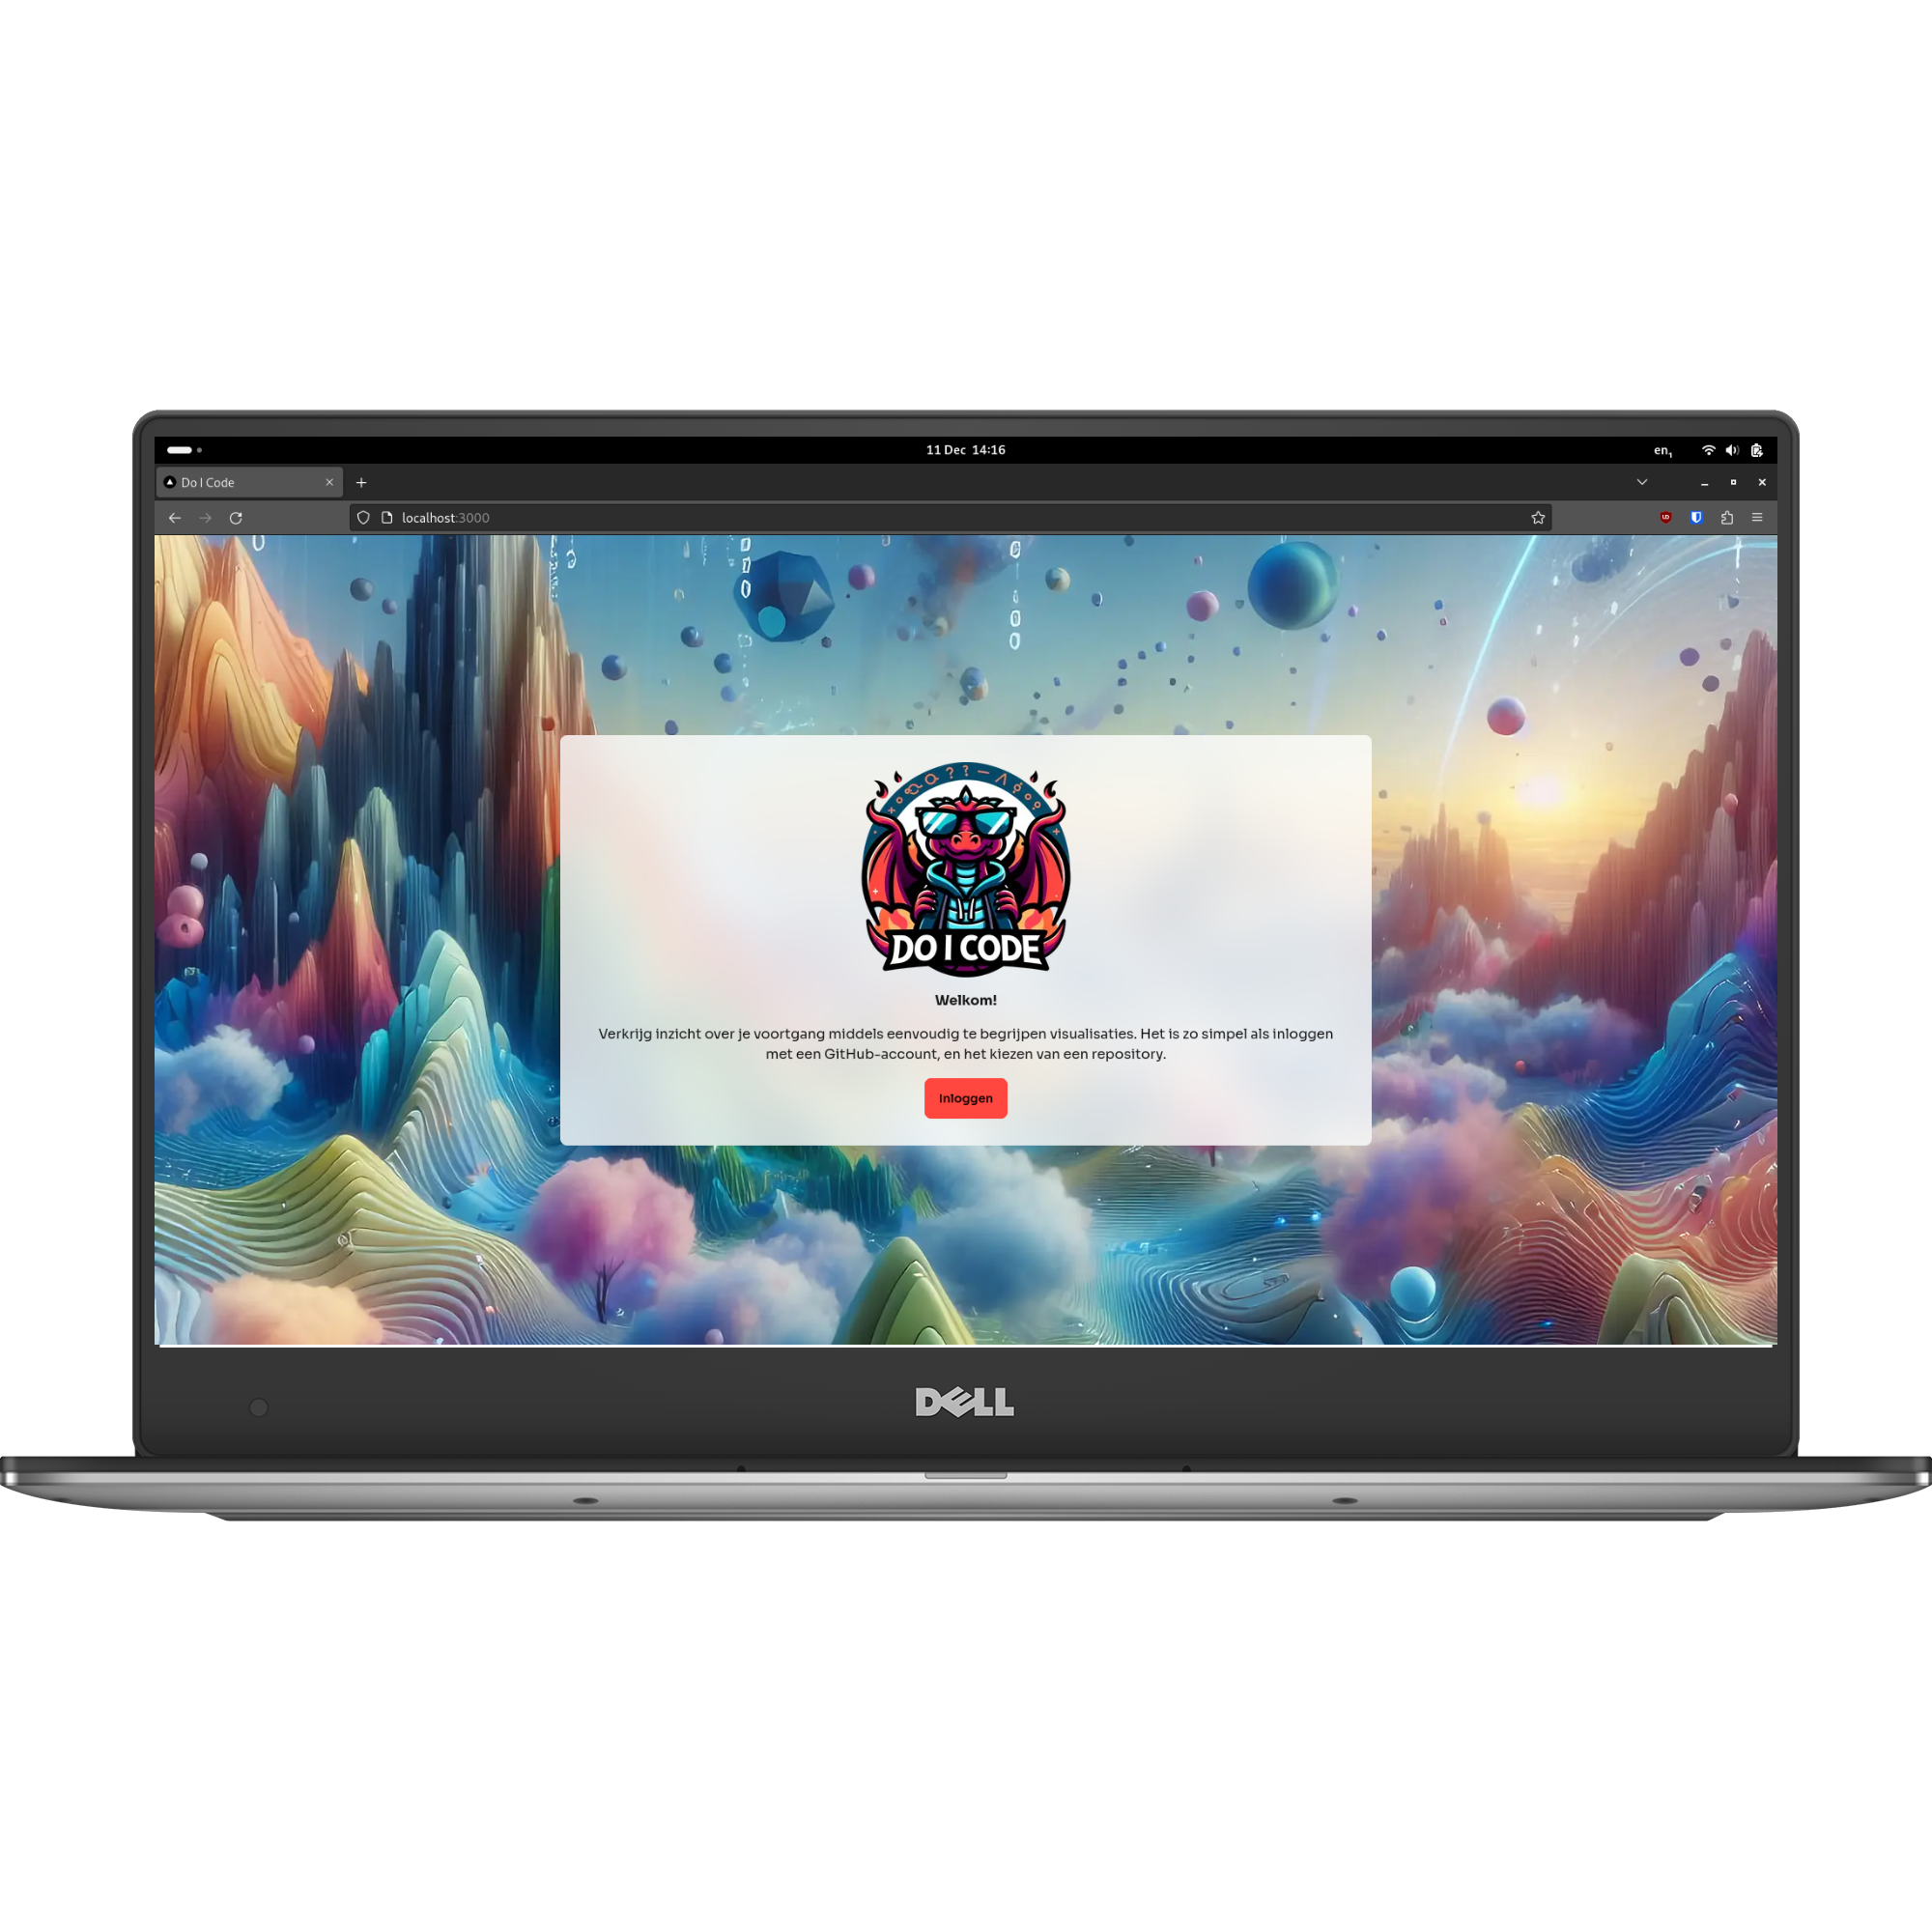 11 Dec 14:16
en₁
Do I Code
localhost:3000
DO I CODE
Welkom!
Verkrijg inzicht over je voortgang middels eenvoudig te begrijpen visualisaties. Het is zo simpel als inloggen
met een GitHub-account, en het kiezen van een repository.
Inloggen
DELL